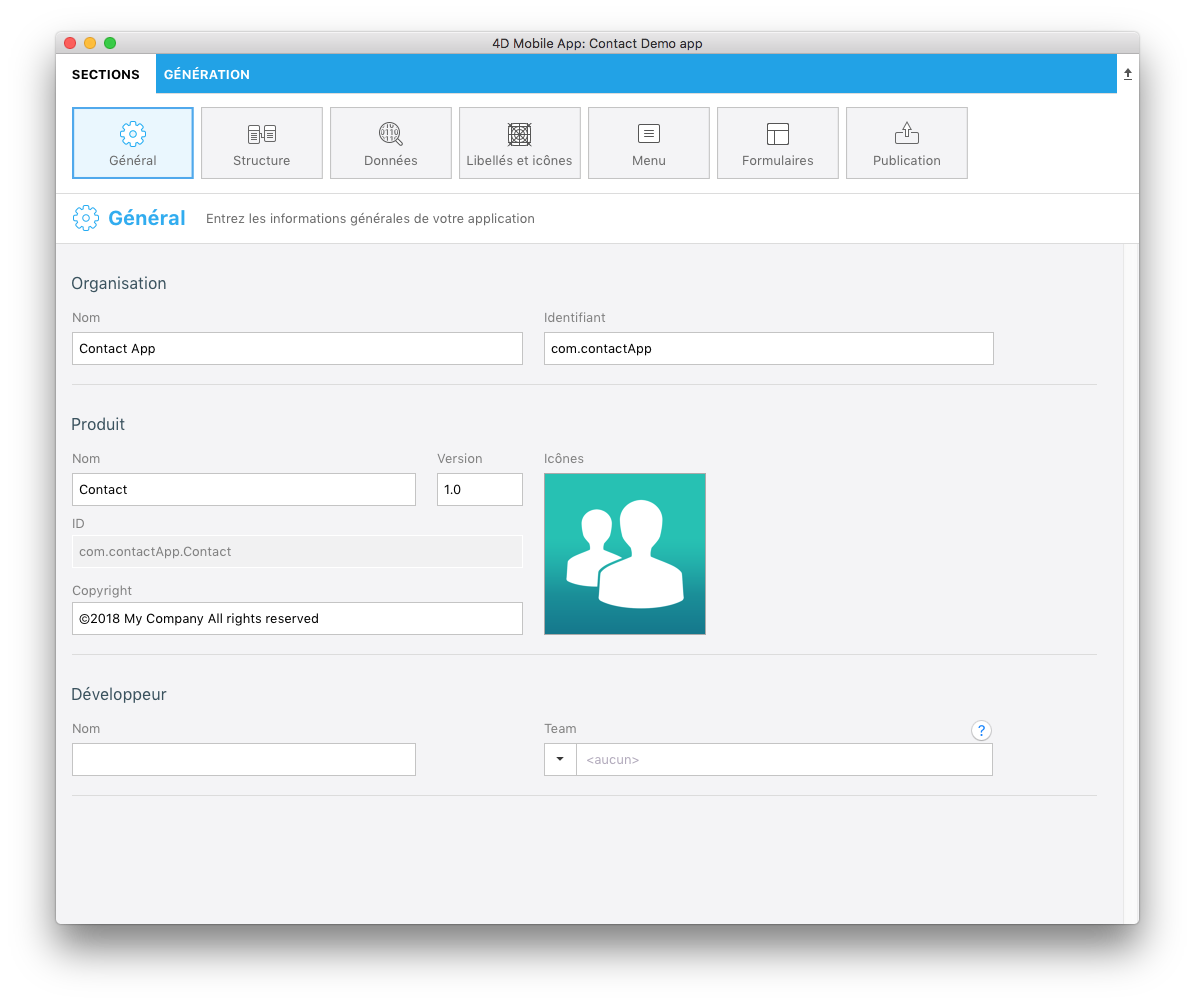 4D Mobile App: Contact Demo app
SECTIONS GÉNÉRATION
Général Structure Données Libellés et icônes Menu Formulaires Publication
Général Entrez les informations générales de votre application
Organisation
Nom Identifiant
Contact App com.contactApp
Produit
Nom Version Icônes
Contact 1.0
ID
com.contactApp.Contact
Copyright
©2018 My Company All rights reserved
Développeur
Nom Team ?
<aucun>